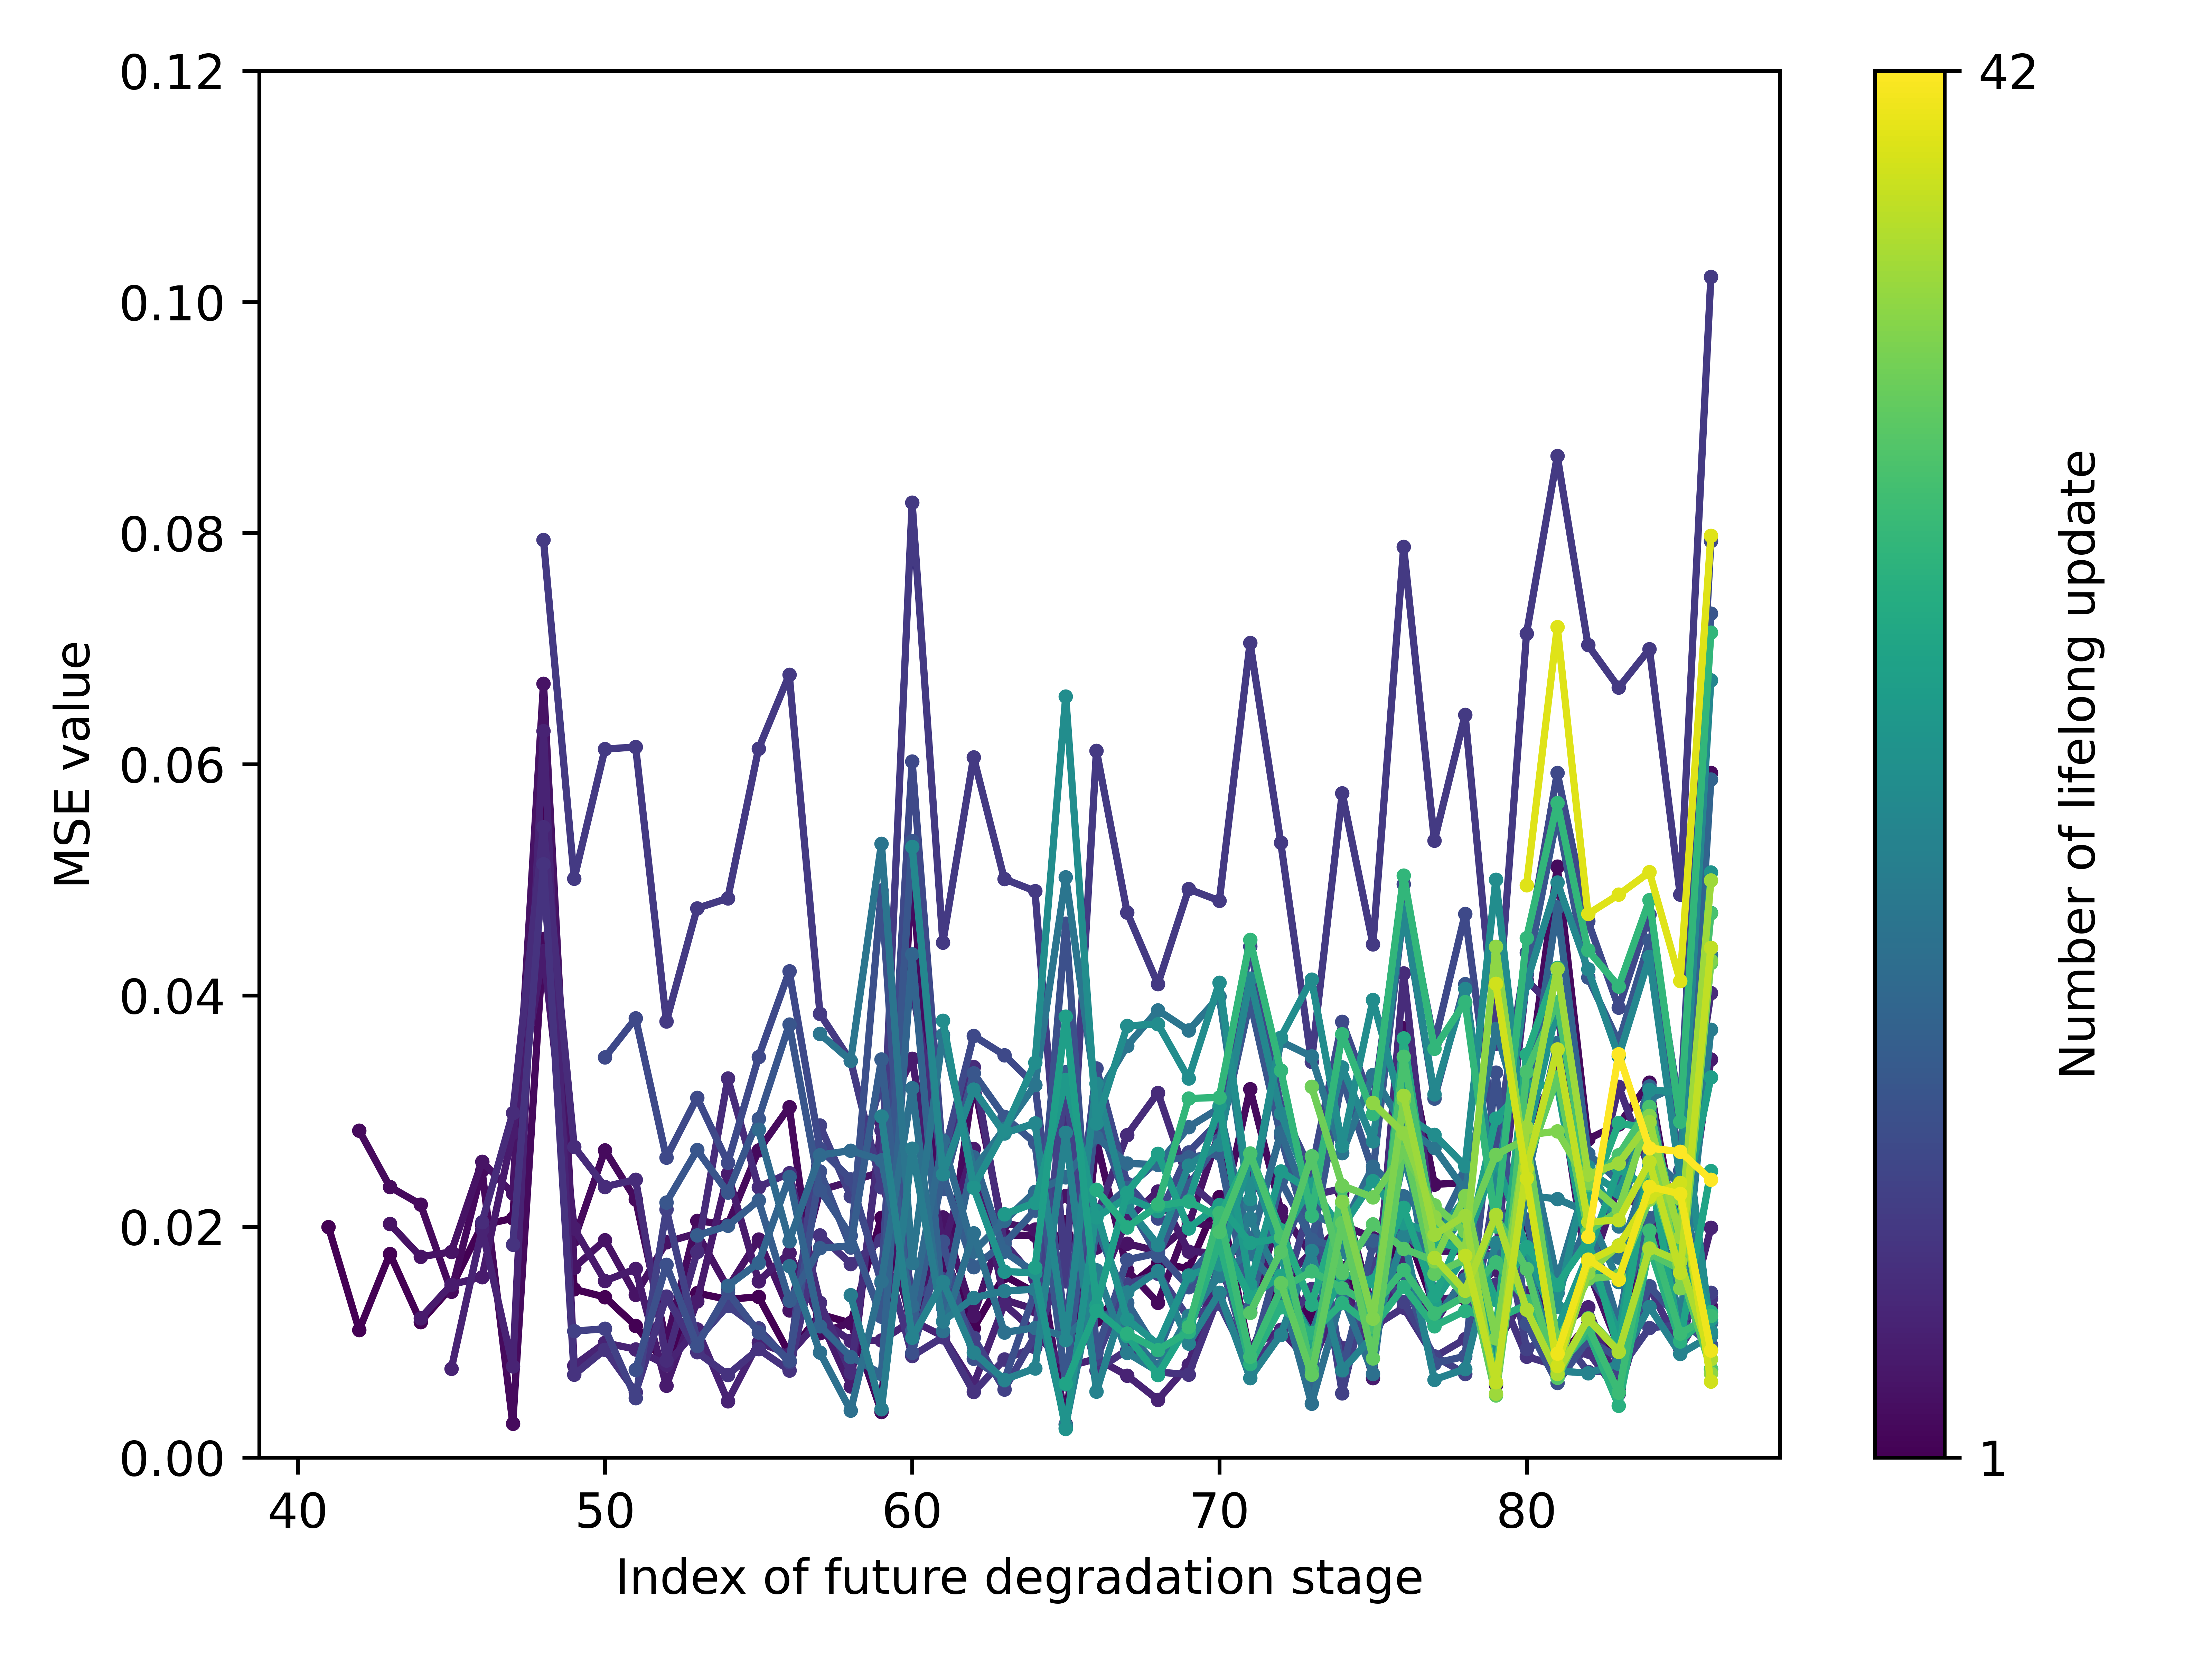 0.12
0.10
0.08
0.06
0.04
0.02
0.00
MSE value
40 50 60 70 80
Index of future degradation stage
42
1
Number of lifelong update